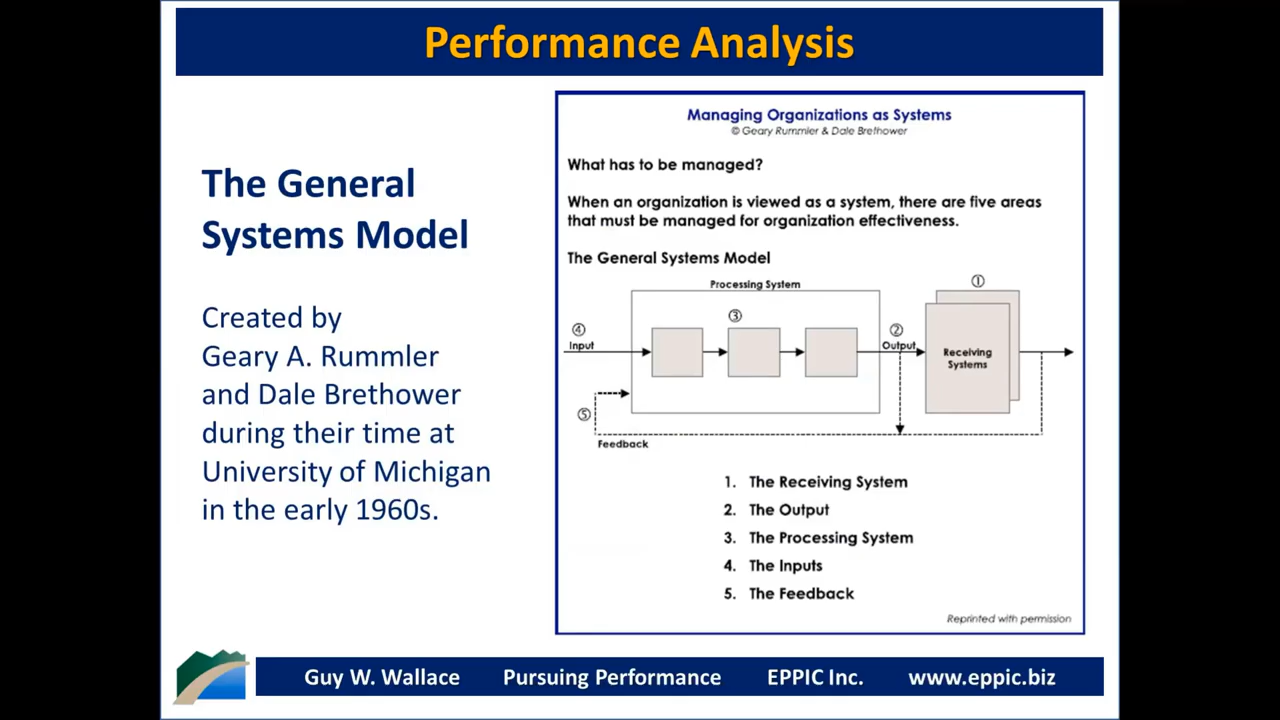 Performance Analysis
The General
Systems Model
Created by
Geary A. Rummler
and Dale Brethower
during their time at
University of Michigan
in the early 1960s.
Managing Organizations as Systems
© Geary Rummler & Dale Brethower
What has to be managed?
When an organization is viewed as a system, there are five areas
that must be managed for organization effectiveness.
The General Systems Model
Processing System
①
③
④
②
Input
Output
Receiving
Systems
⑤
Feedback
1. The Receiving System
2. The Output
3. The Processing System
4. The Inputs
5. The Feedback
Reprinted with permission
Guy W. Wallace Pursuing Performance EPPIC Inc. www.eppic.biz